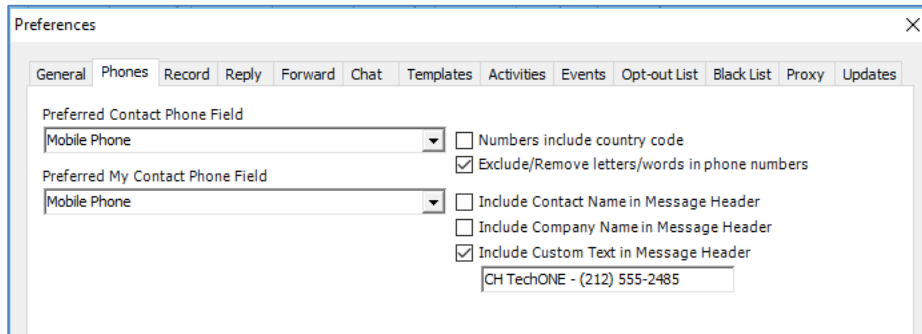 Preferences
General Phones Record Reply Forward Chat Templates Activities Events Opt-out List Black List Proxy Updates
Preferred Contact Phone Field
Mobile Phone
Numbers include country code
Exclude/Remove letters/words in phone numbers
Preferred My Contact Phone Field
Mobile Phone
Include Contact Name in Message Header
Include Company Name in Message Header
Include Custom Text in Message Header
CH TechONE - (212) 555-2485